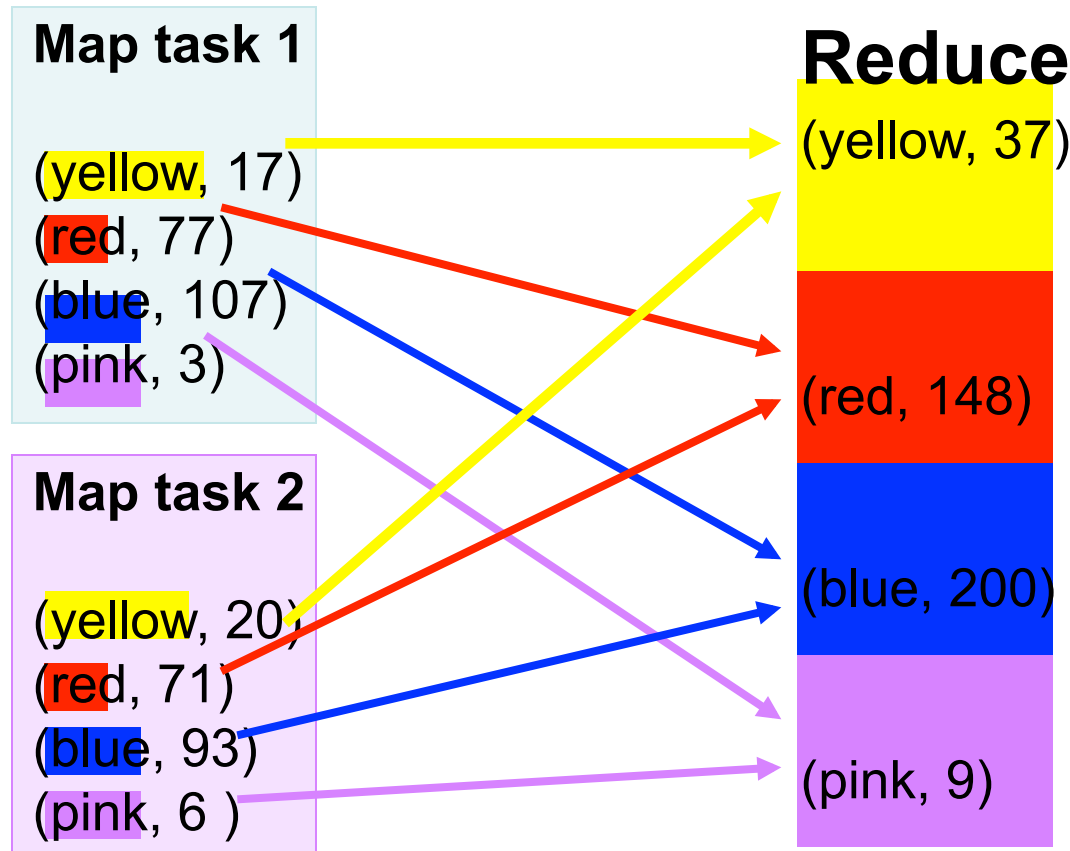 Map task 1
(yellow, 17)
(red, 77)
(blue, 107)
(pink, 3)
Map task 2
(yellow, 20)
(red, 71)
(blue, 93)
(pink, 6 )
Reduce
(yellow, 37)
(red, 148)
(blue, 200)
(pink, 9)